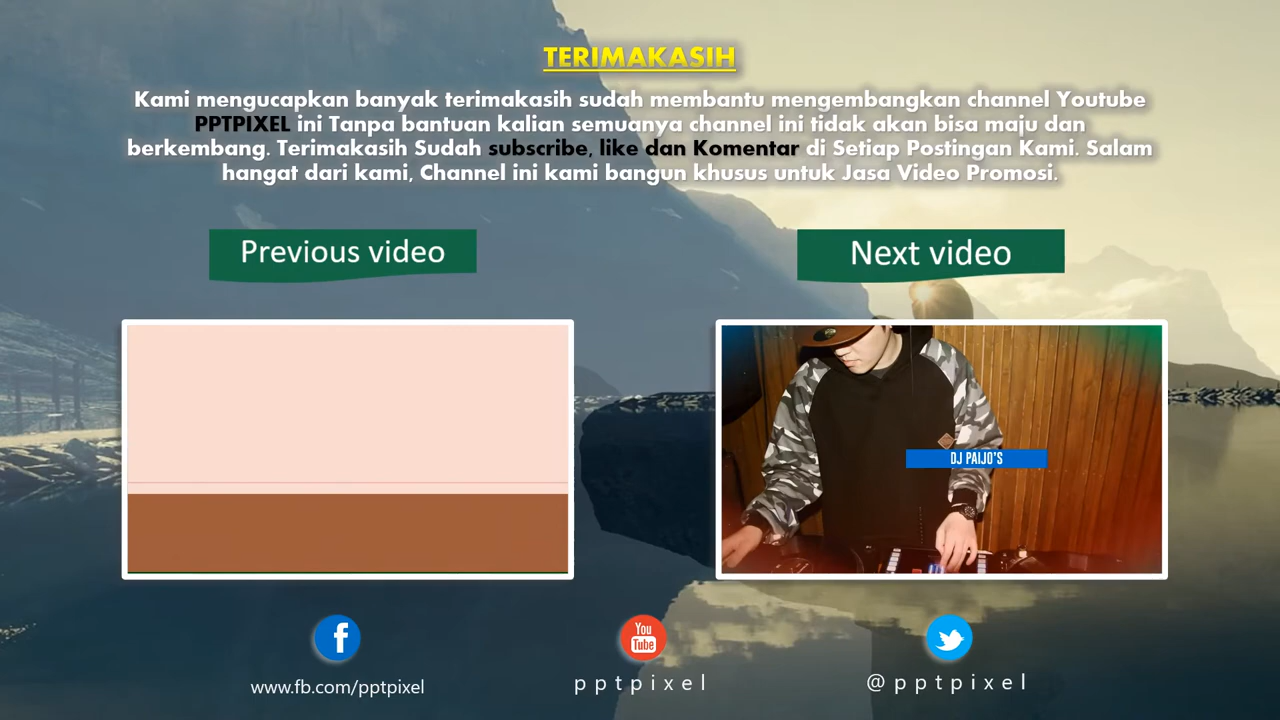 TERIMAKASIH
Kami mengucapkan banyak terimakasih sudah membantu mengembangkan channel Youtube
PPTPIXEL ini Tanpa bantuan kalian semuanya channel ini tidak akan bisa maju dan
berkembang. Terimakasih Sudah subscribe, like dan Komentar di Setiap Postingan Kami. Salam
hangat dari kami, Channel ini kami bangun khusus untuk Jasa Video Promosi.
Previous video
Next video
DJ PAIJO'S
f
You
Tube
www.fb.com/pptpixel
pptpixel
@pptpixel